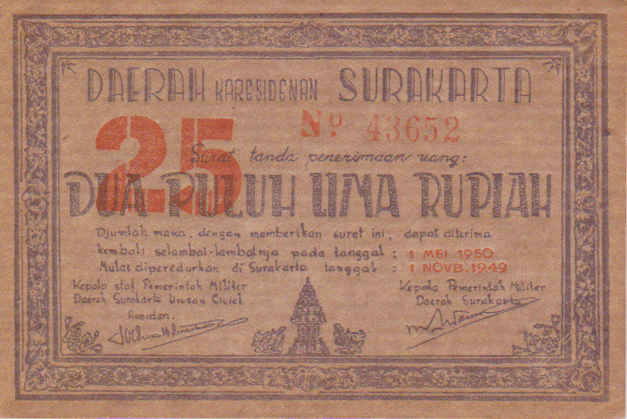 DAERAH KARESIDENAN SURAKARTA
25
No 43652
Surat tanda penerimaan uang:
DUA PULUH LIMA RUPIAH
Djumlah mana, dengan memberikan surat ini, dapat diterima
kembali selambat-lambatnja pada tanggal : 1 MEI 1950
Mulai diperedarkan di Surakarta tanggal : 1 NOVB. 1949
Kepala staf Pemerintah Militer
Daerah Surakarta Urusan Civiel.
Residen.
Kepala Pemerintah Militer
Daerah Surakarta